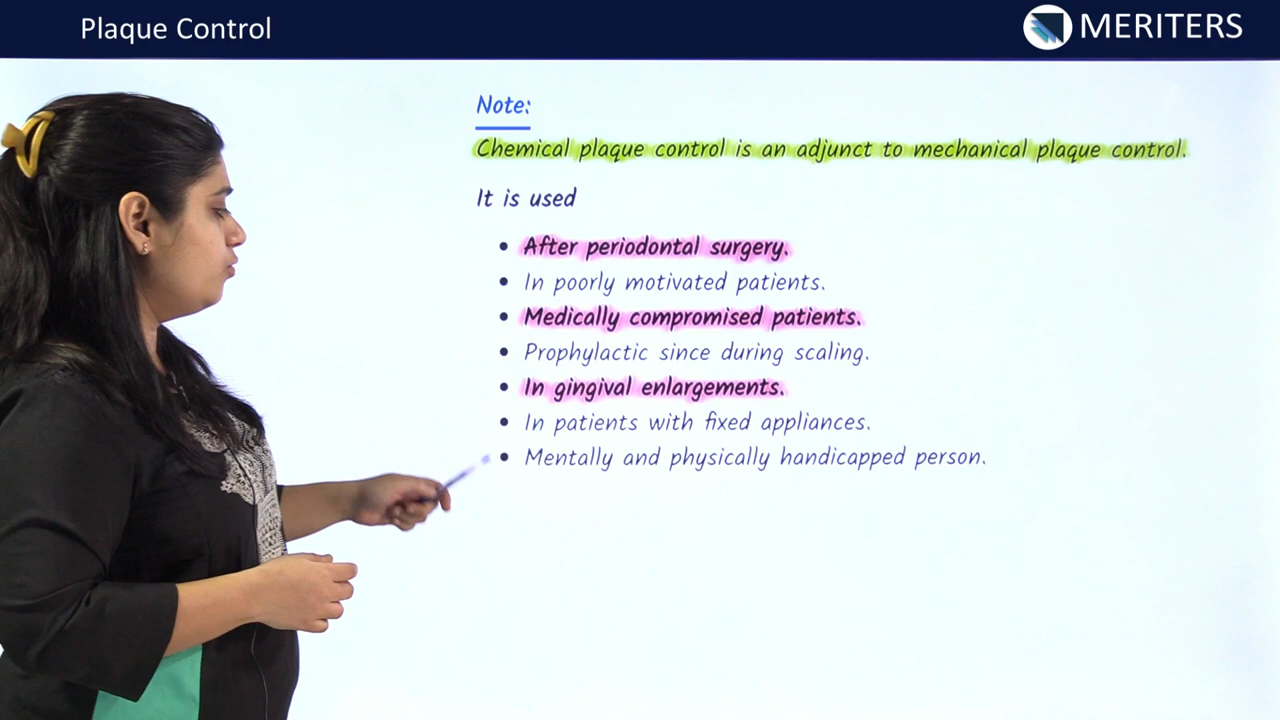 Plaque Control
MERITERS
Note:
Chemical plaque control is an adjunct to mechanical plaque control.
It is used
• After periodontal surgery.
• In poorly motivated patients.
• Medically compromised patients.
• Prophylactic since during scaling.
• In gingival enlargements.
• In patients with fixed appliances.
• Mentally and physically handicapped person.